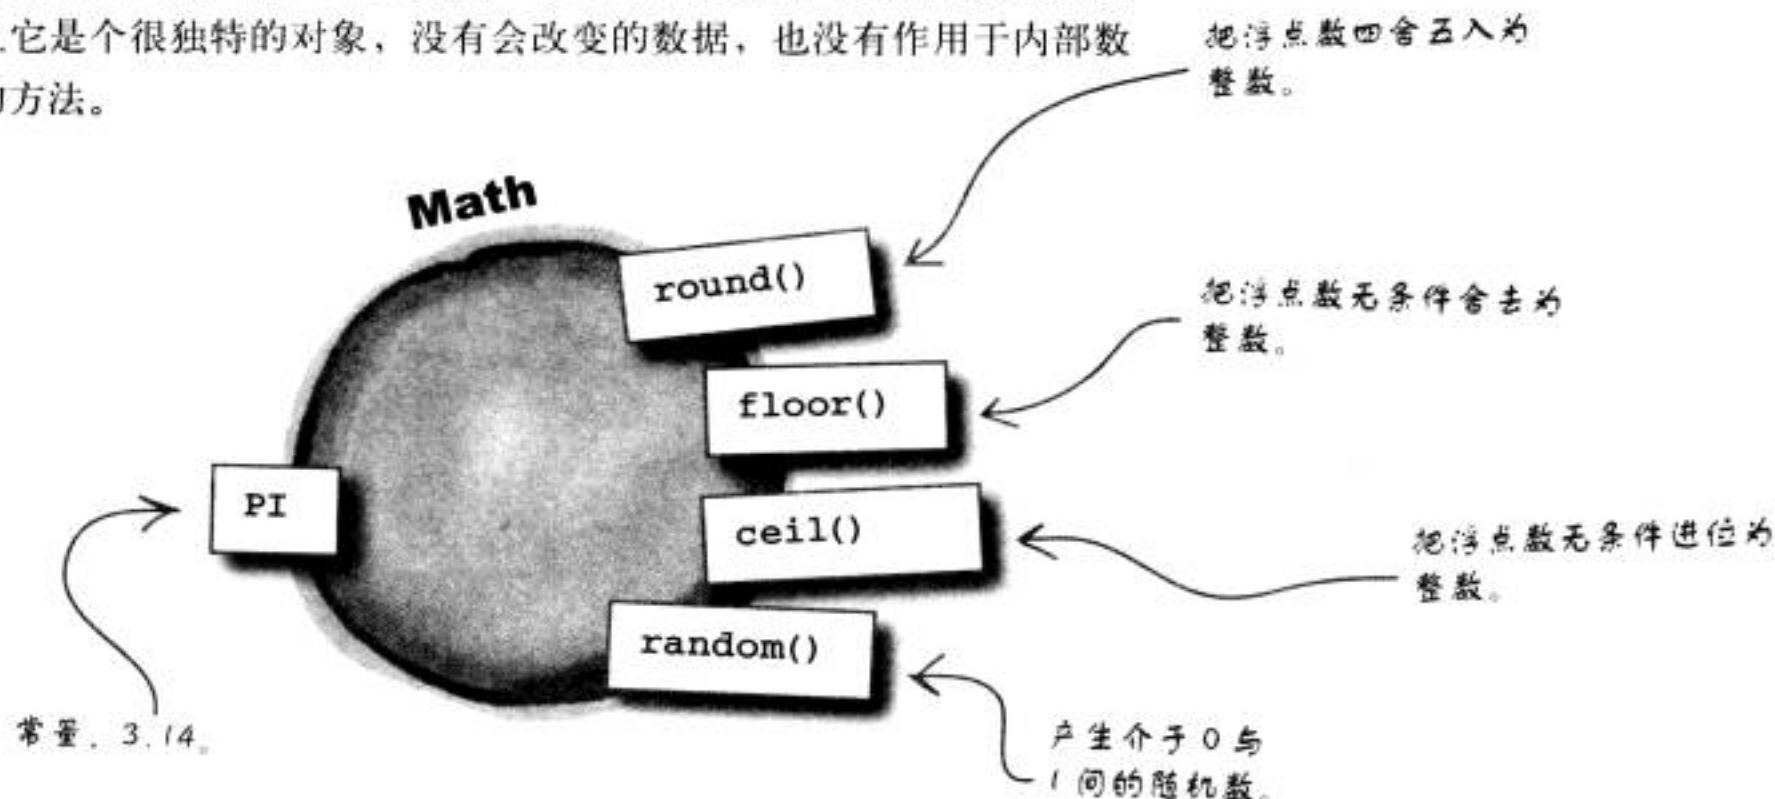 它是个很独特的对象，没有会改变的数据，也没有作用于内部数
方法。
把浮点数四舍五入为
整数。
Math
round()
把浮点数无条件舍去为
整数。
floor()
PI
ceil()
把浮点数无条件进位为
整数。
random()
常量，3.14。
产生介于0与
1间的随机数。